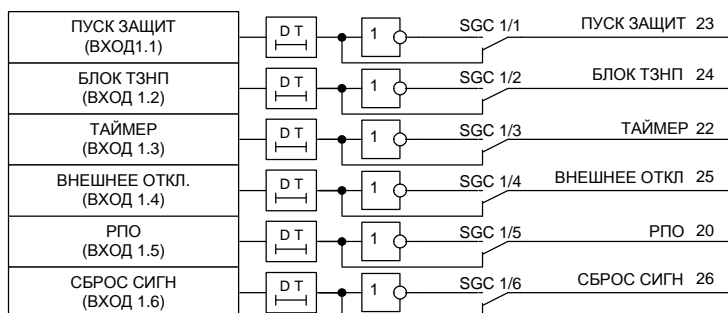 ПУСК ЗАЩИТ
(ВХОД1.1)
D T
1
SGC 1/1
ПУСК ЗАЩИТ 23
БЛОК ТЗНП
(ВХОД 1.2)
D T
1
SGC 1/2
БЛОК ТЗНП 24
ТАЙМЕР
(ВХОД 1.3)
D T
1
SGC 1/3
ТАЙМЕР 22
ВНЕШНЕЕ ОТКЛ.
(ВХОД 1.4)
D T
1
SGC 1/4
ВНЕШНЕЕ ОТКЛ 25
РПО
(ВХОД 1.5)
D T
1
SGC 1/5
РПО 20
СБРОС СИГН
(ВХОД 1.6)
D T
1
SGC 1/6
СБРОС СИГН 26